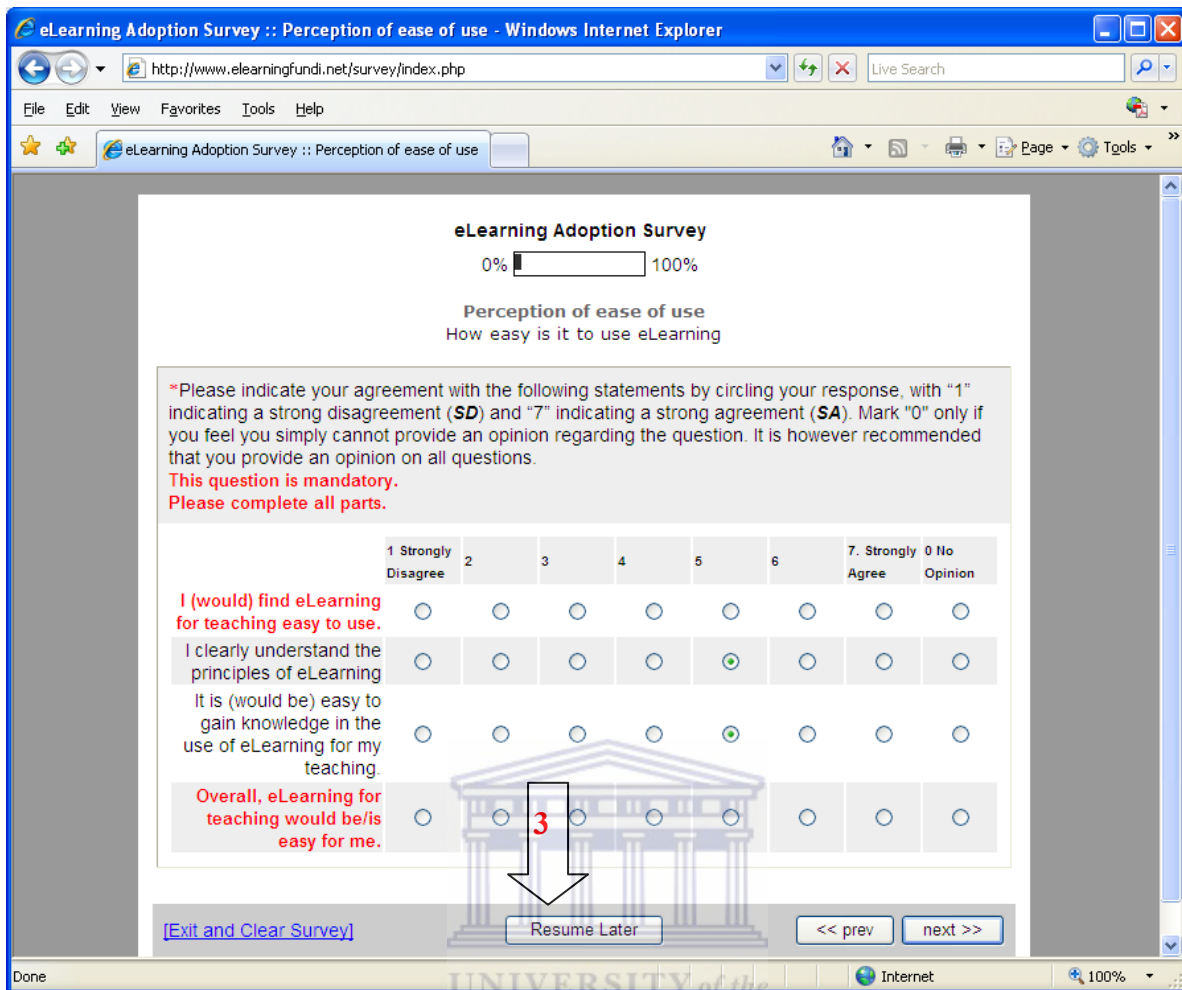 eLearning Adoption Survey :: Perception of ease of use - Windows Internet Explorer
http://www.elearningfundi.net/survey/index.php
Live Search
File Edit View Favorites Tools Help
eLearning Adoption Survey :: Perception of ease of use
Page Tools »
eLearning Adoption Survey
0% 100%
Perception of ease of use
How easy is it to use eLearning
*Please indicate your agreement with the following statements by circling your response, with “1”
indicating a strong disagreement (SD) and “7” indicating a strong agreement (SA). Mark "0" only if
you feel you simply cannot provide an opinion regarding the question. It is however recommended
that you provide an opinion on all questions.
This question is mandatory.
Please complete all parts.
1 Strongly Disagree 2 3 4 5 6 7. Strongly Agree 0 No Opinion
I (would) find eLearning
for teaching easy to use.
I clearly understand the
principles of eLearning
It is (would be) easy to
gain knowledge in the
use of eLearning for my
teaching.
Overall, eLearning for
teaching would be/is
easy for me.
3
[Exit and Clear Survey] Resume Later << prev next >>
UNIVERSITY of the
Done Internet 100%